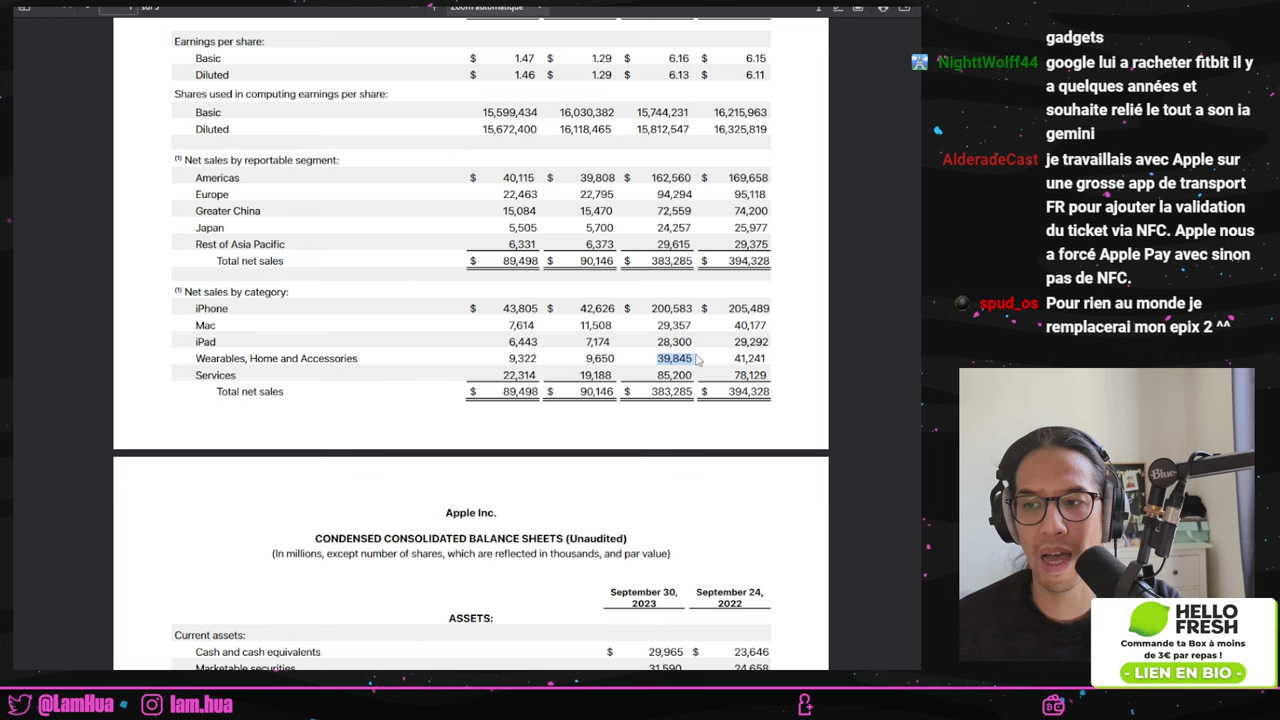 sur 5
Zoom automatique
Earnings per share:
Basic $ 1.47 $ 1.29 $ 6.16 $ 6.15
Diluted $ 1.46 $ 1.29 $ 6.13 $ 6.11
Shares used in computing earnings per share:
Basic 15,599,434 16,030,382 15,744,231 16,215,963
Diluted 15,672,400 16,118,465 15,812,547 16,325,819
(1) Net sales by reportable segment:
Americas $ 40,115 $ 39,808 $ 162,560 $ 169,658
Europe 22,463 22,795 94,294 95,118
Greater China 15,084 15,470 72,559 74,200
Japan 5,505 5,700 24,257 25,977
Rest of Asia Pacific 6,331 6,373 29,615 29,375
Total net sales $ 89,498 $ 90,146 $ 383,285 $ 394,328
(1) Net sales by category:
iPhone $ 43,805 $ 42,626 $ 200,583 $ 205,489
Mac 7,614 11,508 29,357 40,177
iPad 6,443 7,174 28,300 29,292
Wearables, Home and Accessories 9,322 9,650 39,845 41,241
Services 22,314 19,188 85,200 78,129
Total net sales $ 89,498 $ 90,146 $ 383,285 $ 394,328
Apple Inc.
CONDENSED CONSOLIDATED BALANCE SHEETS (Unaudited)
(In millions, except number of shares, which are reflected in thousands, and par value)
September 30, September 24,
2023 2022
ASSETS:
Current assets:
Cash and cash equivalents $ 29,965 $ 23,646
Marketable securities 31,590 24,658
gadgets
NighttWolff44 google lui a racheter fitbit il y
a quelques années et
souhaite relié le tout a son ia
gemini
AlderadeCast je travaillais avec Apple sur
une grosse app de transport
FR pour ajouter la validation
du ticket via NFC. Apple nous
a forcé Apple Pay avec sinon
pas de NFC.
spud_os Pour rien au monde je
remplacerai mon epix 2 ^^
Blue
HELLO
FRESH
Commande ta Box à moins
de 3€ par repas !
- LIEN EN BIO -
@LamHua
lam.hua